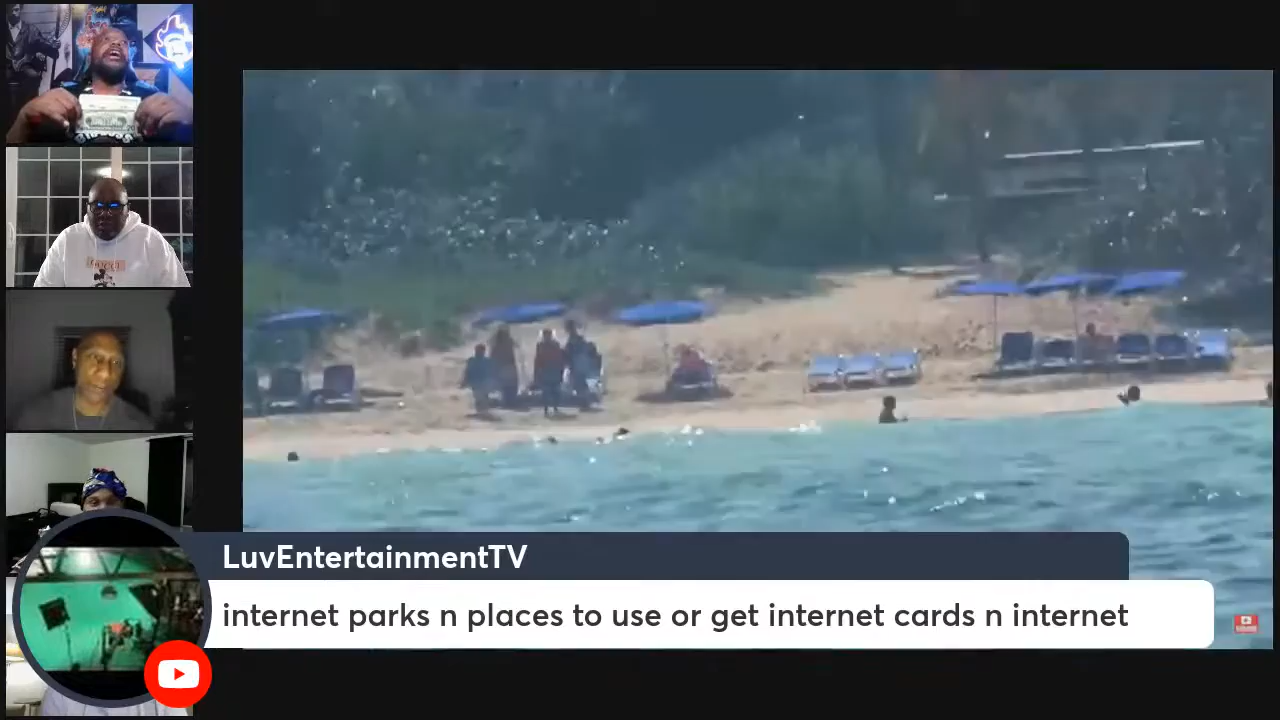 LuvEntertainmentTV
internet parks n places to use or get internet cards n internet